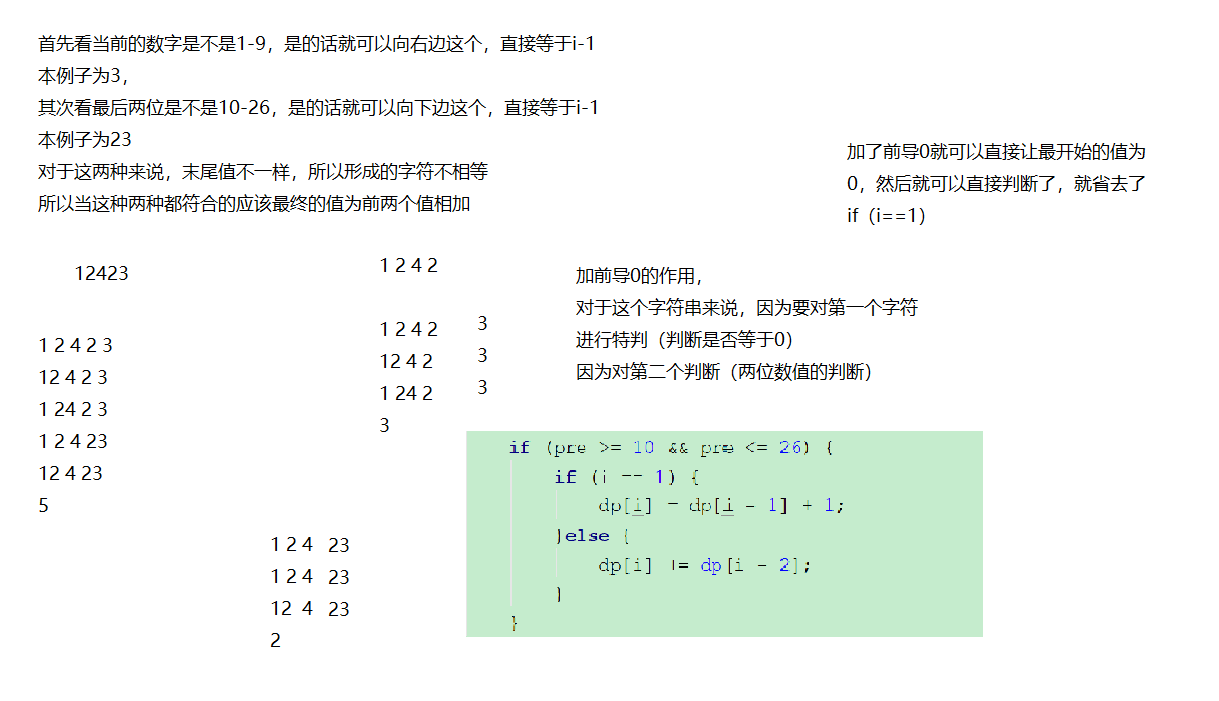 首先看当前的数字是不是1-9，是的话就可以向右边这个，直接等于i-1
本例子为3，
其次看最后两位是不是10-26，是的话就可以向下边这个，直接等于i-1
本例子为23
对于这两种来说，末尾值不一样，所以形成的字符不相等
所以当这种两种都符合的应该最终的值为前两个值相加
加了前导0就可以直接让最开始的值为
0，然后就可以直接判断了，就省去了
if（i==1）
12423
1 2 4 2 3
12 4 2 3
1 24 2 3
1 2 4 23
12 4 23
5
1 2 4 2
1 2 4 2 3
12 4 2 3
1 24 2 3
3
加前导0的作用，
对于这个字符串来说，因为要对第一个字符
进行特判（判断是否等于0）
因为对第二个判断（两位数值的判断）
if (pre >= 10 && pre <= 26) {
if (i == 1) {
dp[i] = dp[i - 1] + 1;
}else {
dp[i] += dp[i - 2];
}
}
1 2 4 23
1 2 4 23
12 4 23
2